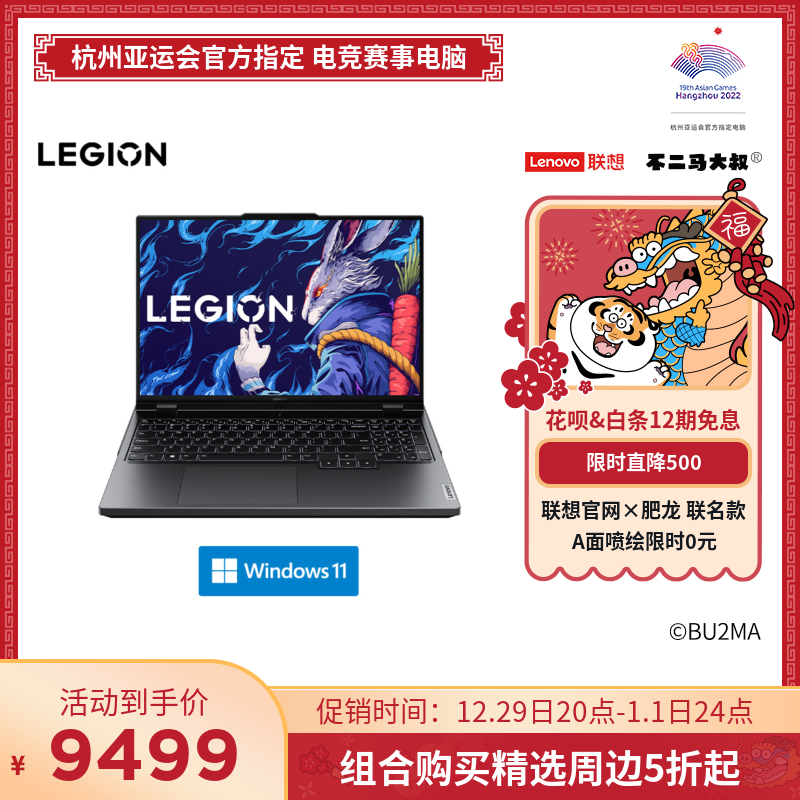 杭州亚运会官方指定 电竞赛事电脑
19th Asian Games
Hangzhou 2022
杭州亚运会官方指定电脑
LEGION
Lenovo 联想 不二马大叔®
福
LEGION
花呗&白条12期免息
限时直降500
联想官网×肥龙 联名款
A面喷绘限时0元
Windows 11
©BU2MA
活动到手价
¥ 9499
促销时间：12.29日20点-1.1日24点
组合购买精选周边5折起